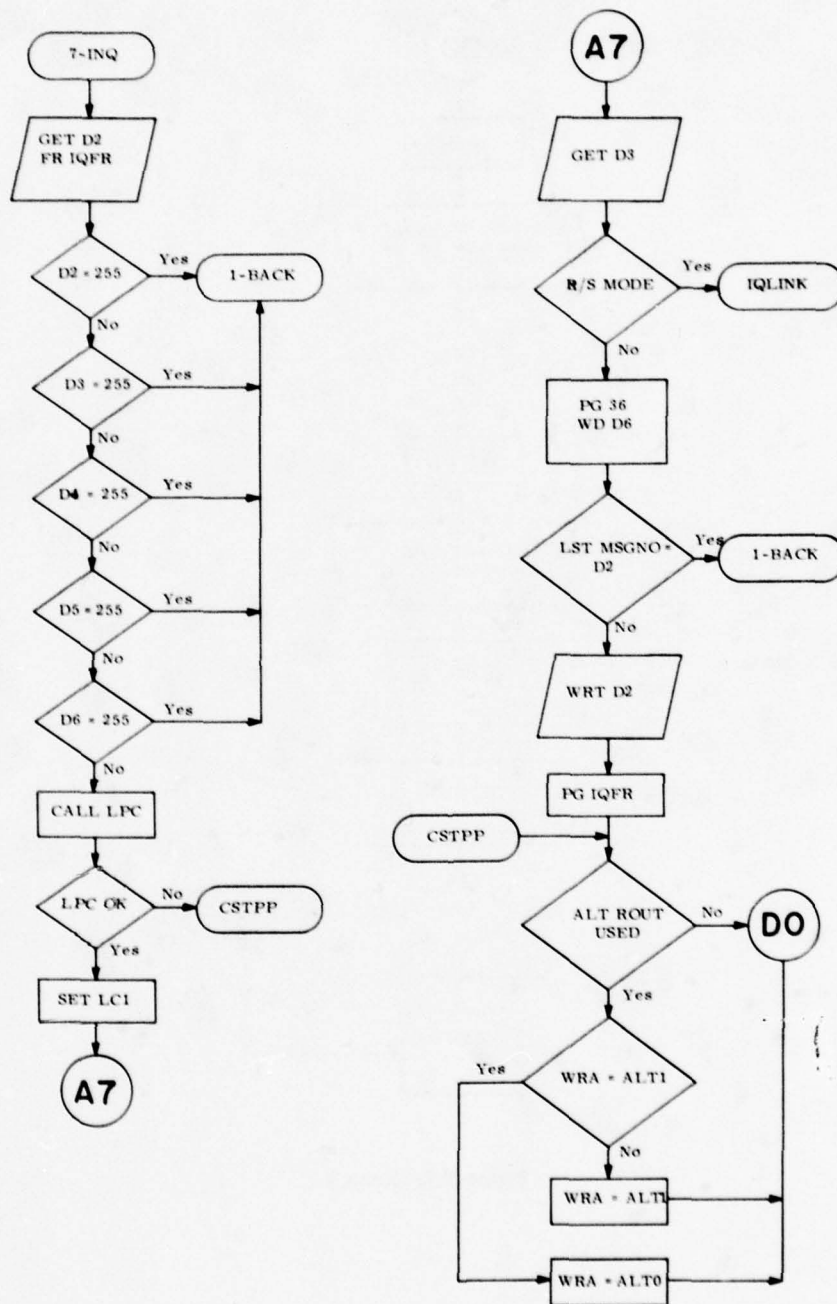 7-INQ
GET D2
FR IQFR
D2 = 255
Yes
1-BACK
No
D3 = 255
Yes
No
D4 = 255
Yes
No
D5 = 255
Yes
No
D6 = 255
Yes
No
CALL LPC
LPC OK
No
CSTPP
Yes
SET LC1
A7
A7
GET D3
R/S MODE
Yes
IQLINK
No
PG 36
WD D6
LST MSGNO =
D2
Yes
1-BACK
No
WRT D2
PG IQFR
CSTPP
ALT ROUT
USED
No
DO
Yes
WRA = ALT1
Yes
No
WRA = ALT1
WRA = ALT0